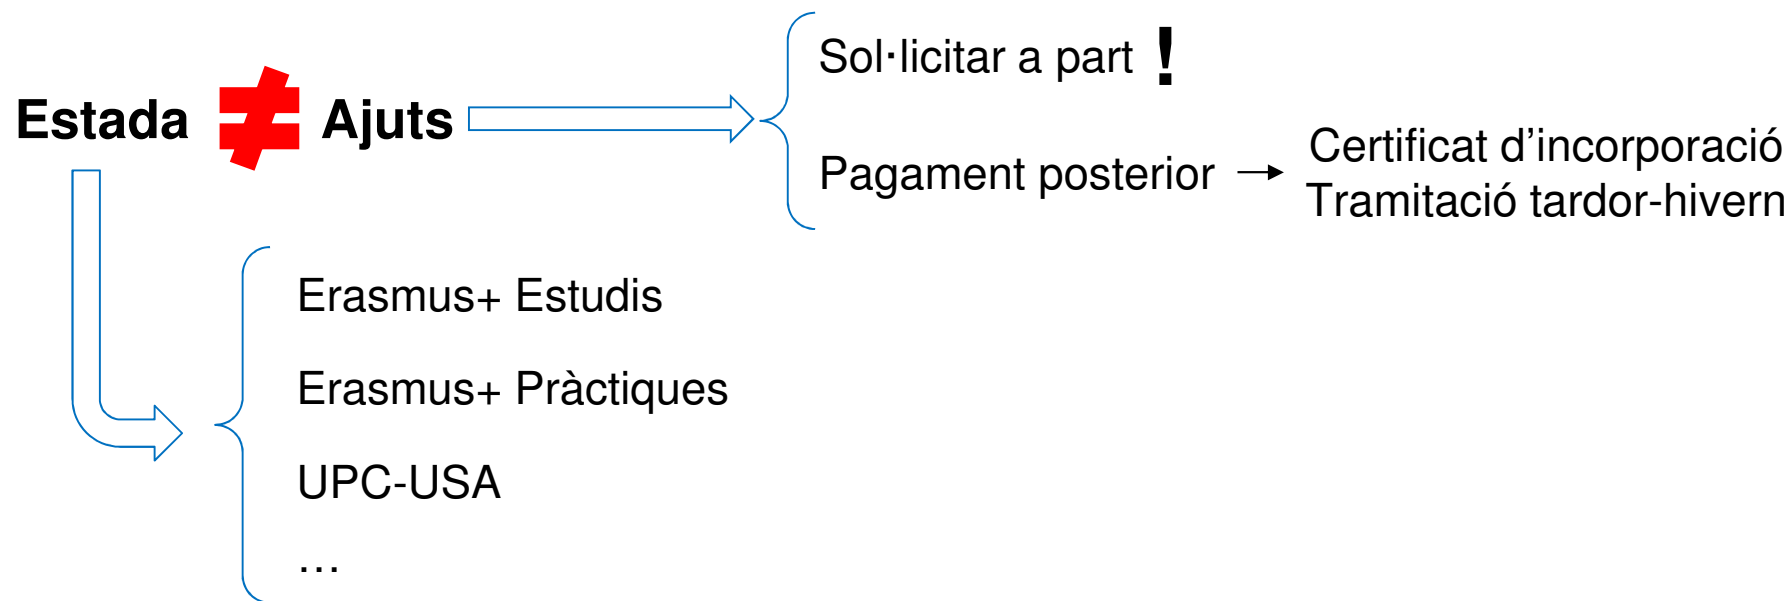 Estada ≠ Ajuts
Sol·licitar a part !
Pagament posterior → Certificat d’incorporació
Tramitació tardor-hivern
Erasmus+ Estudis
Erasmus+ Pràctiques
UPC-USA
…